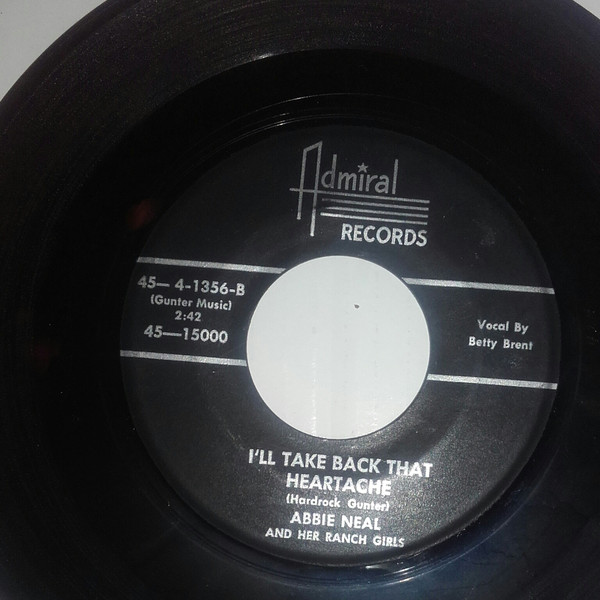 Admiral
RECORDS
45— 4-1356-B
(Gunter Music)
2:42
45—15000
Vocal By
Betty Brent
I'LL TAKE BACK THAT
HEARTACHE
(Hardrock Gunter)
ABBIE NEAL
AND HER RANCH GIRLS